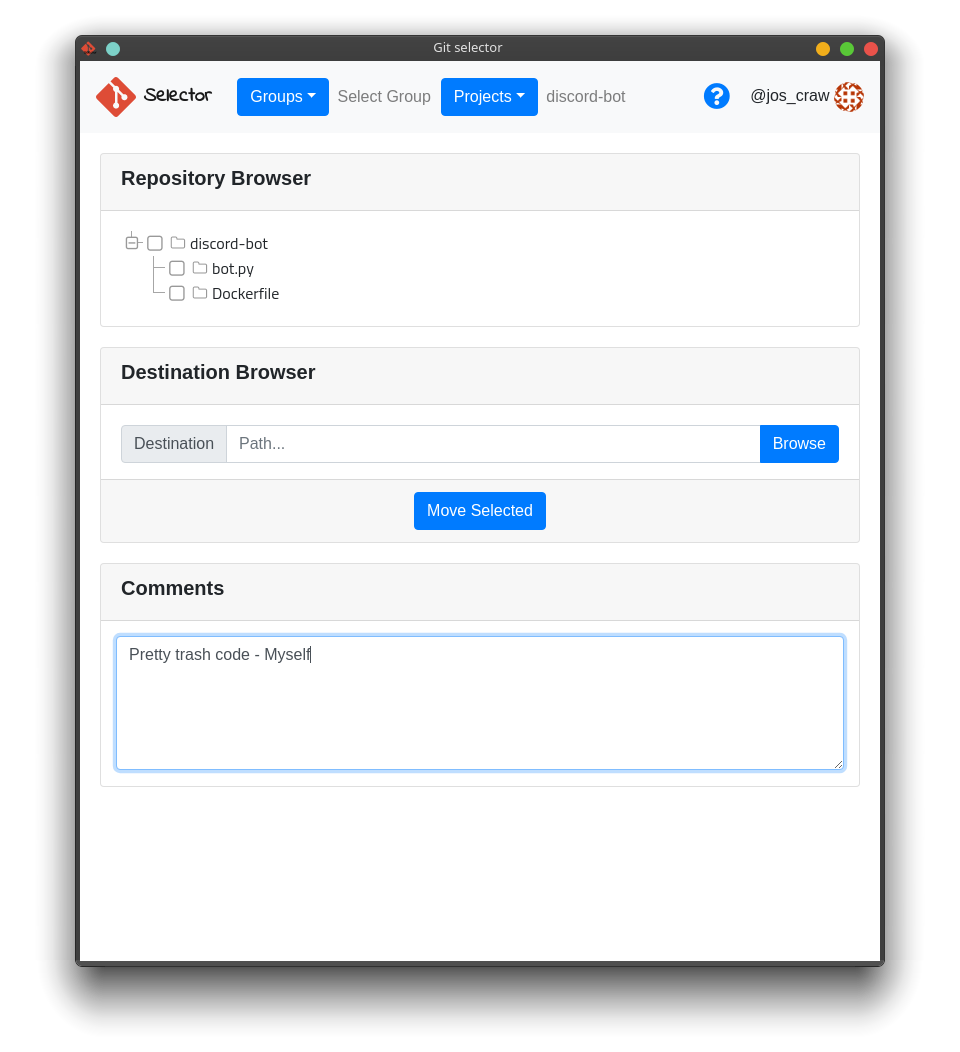 Git selector
Selector Groups Select Group Projects discord-bot ? @jos_craw
Repository Browser
discord-bot
bot.py
Dockerfile
Destination Browser
Destination Path... Browse
Move Selected
Comments
Pretty trash code - Myself